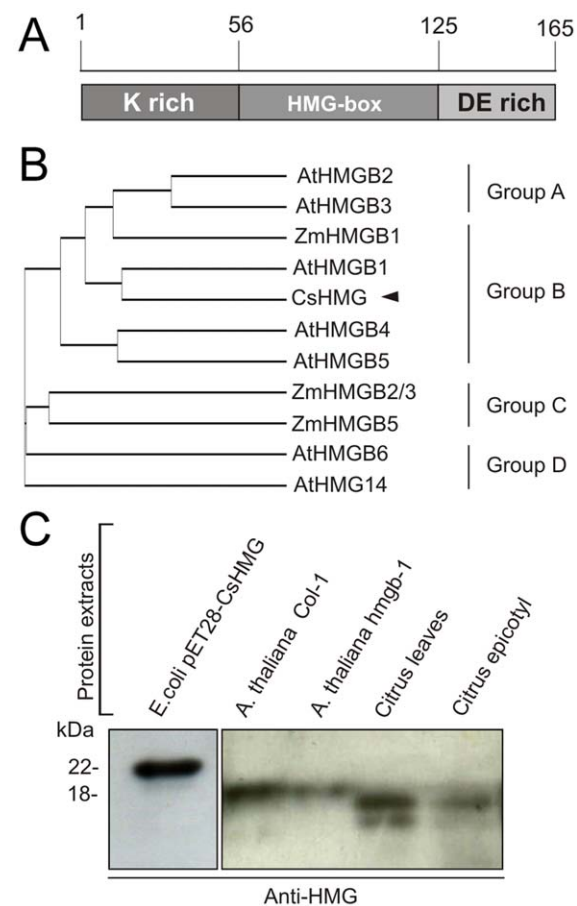 A
1 56 125 165
K rich HMG-box DE rich
B
AtHMGB2
AtHMGB3
Group A
ZmHMGB1
AtHMGB1
CsHMG
AtHMGB4
AtHMGB5
Group B
ZmHMGB2/3
ZmHMGB5
Group C
AtHMGB6
AtHMG14
Group D
C
Protein extracts
E.coli pET28-CsHMG
A. thaliana Col-1
A. thaliana hmgb-1
Citrus leaves
Citrus epicotyl
kDa
22-
18-
Anti-HMG